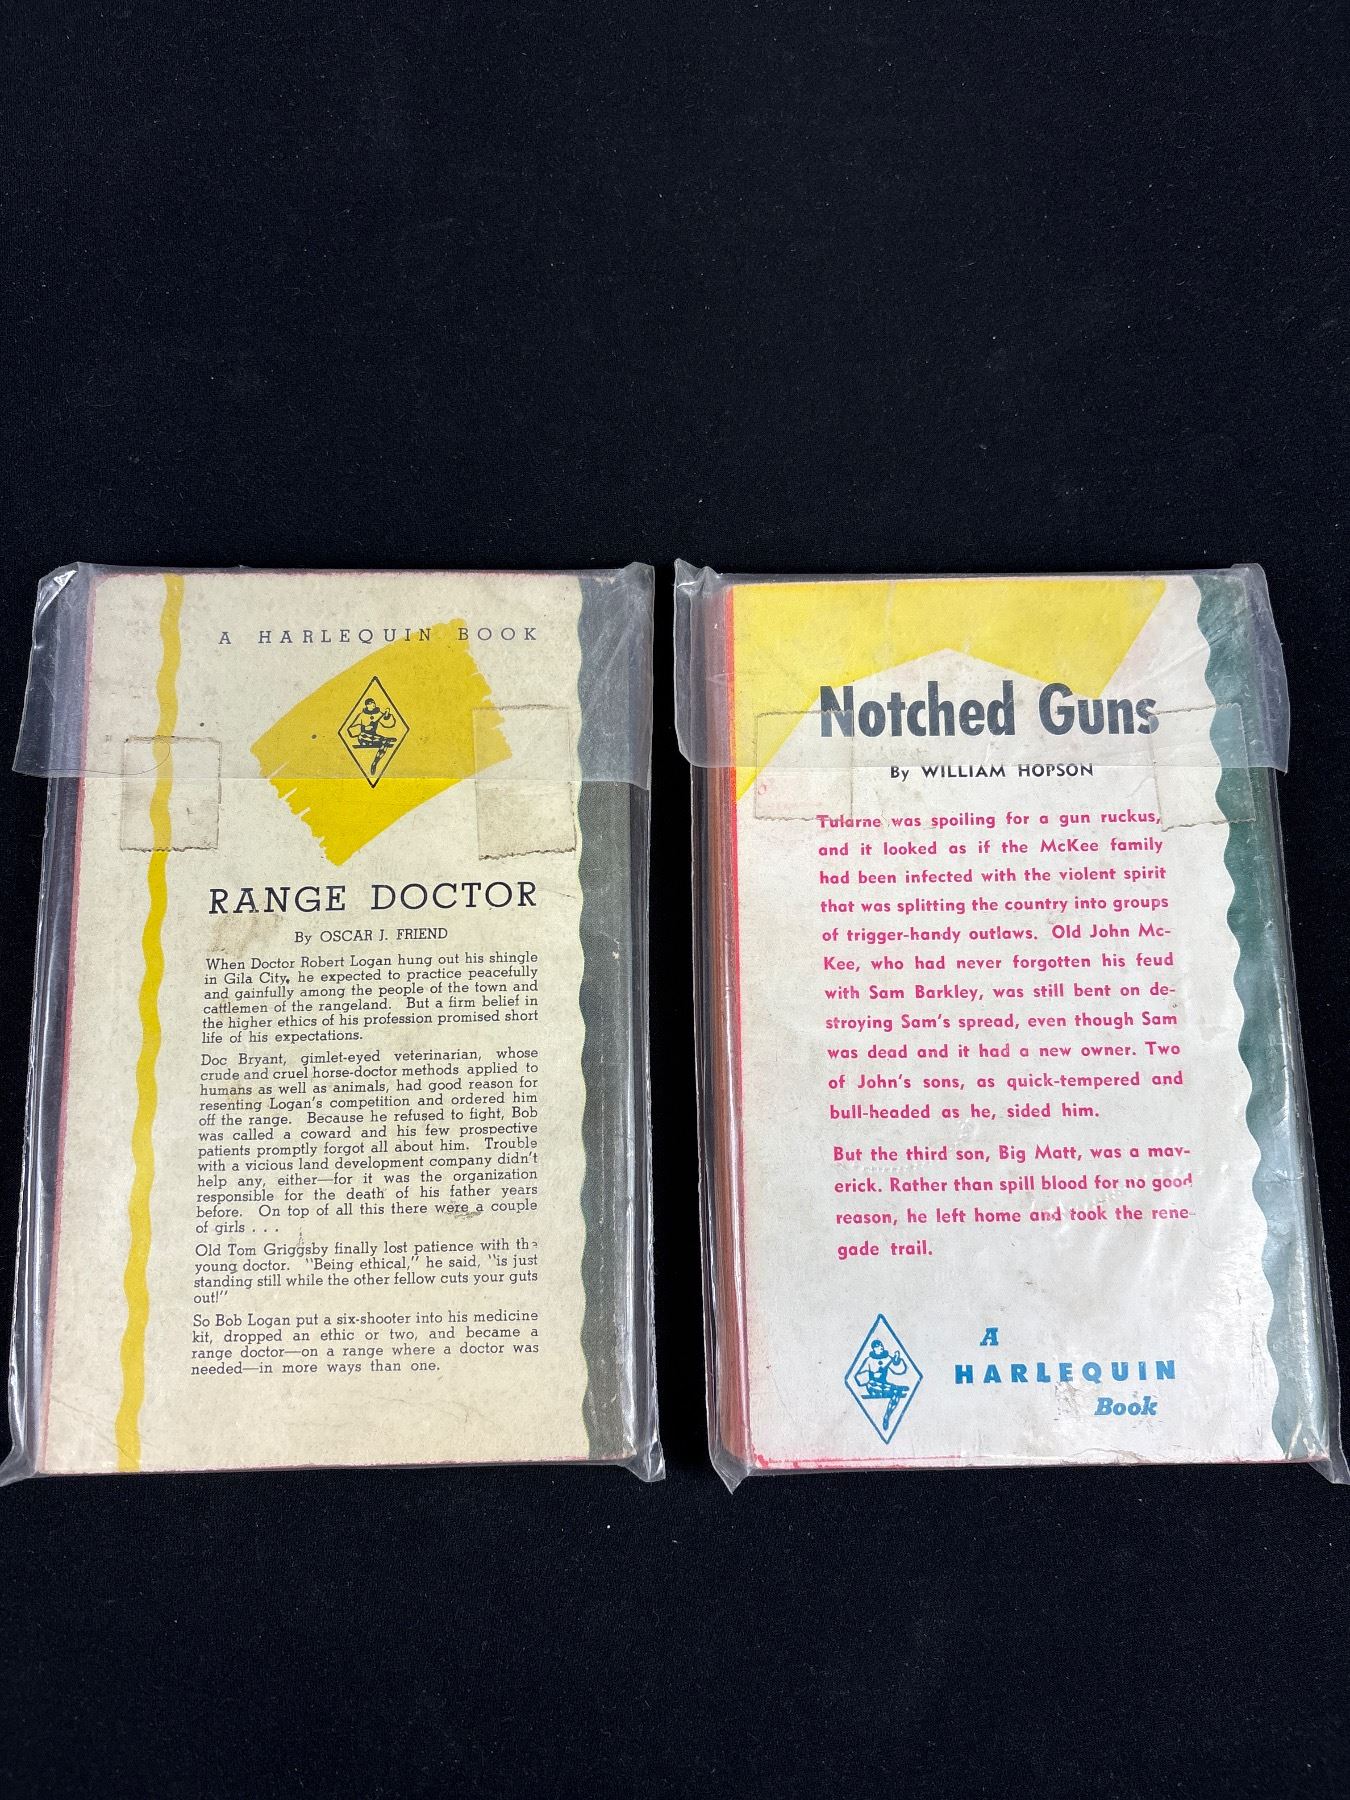 A HARLEQUIN BOOK
RANGE DOCTOR
By OSCAR J. FRIEND
When Doctor Robert Logan hung out his shingle
in Gila City, he expected to practice peacefully
and gainfully among the people of the town and
cattlemen of the rangeland. But a firm belief in
the higher ethics of his profession promised short
life of his expectations.
Doc Bryant, gimlet-eyed veterinarian, whose
crude and cruel horse-doctor methods applied to
humans as well as animals, had good reason for
resenting Logan's competition and ordered him
off the range. Because he refused to fight, Bob
was called a coward and his few prospective
patients promptly forgot all about him. Trouble
with a vicious land development company didn't
help any, either—for it was the organization
responsible for the death of his father years
before. On top of all this there were a couple
of girls . . .
Old Tom Griggsby finally lost patience with the
young doctor. "Being ethical," he said, "is just
standing still while the other fellow cuts your guts
out!"
So Bob Logan put a six-shooter into his medicine
kit, dropped an ethic or two, and became a
range doctor—on a range where a doctor was
needed—in more ways than one.
Notched Guns
By WILLIAM HOPSON
Tularne was spoiling for a gun ruckus,
and it looked as if the McKee family
had been infected with the violent spirit
that was splitting the country into groups
of trigger-handy outlaws. Old John Mc-
Kee, who had never forgotten his feud
with Sam Barkley, was still bent on de-
stroying Sam's spread, even though Sam
was dead and it had a new owner. Two
of John's sons, as quick-tempered and
bull-headed as he, sided him.
But the third son, Big Matt, was a mav-
erick. Rather than spill blood for no good
reason, he left home and took the rene-
gade trail.
A
HARLEQUIN
Book